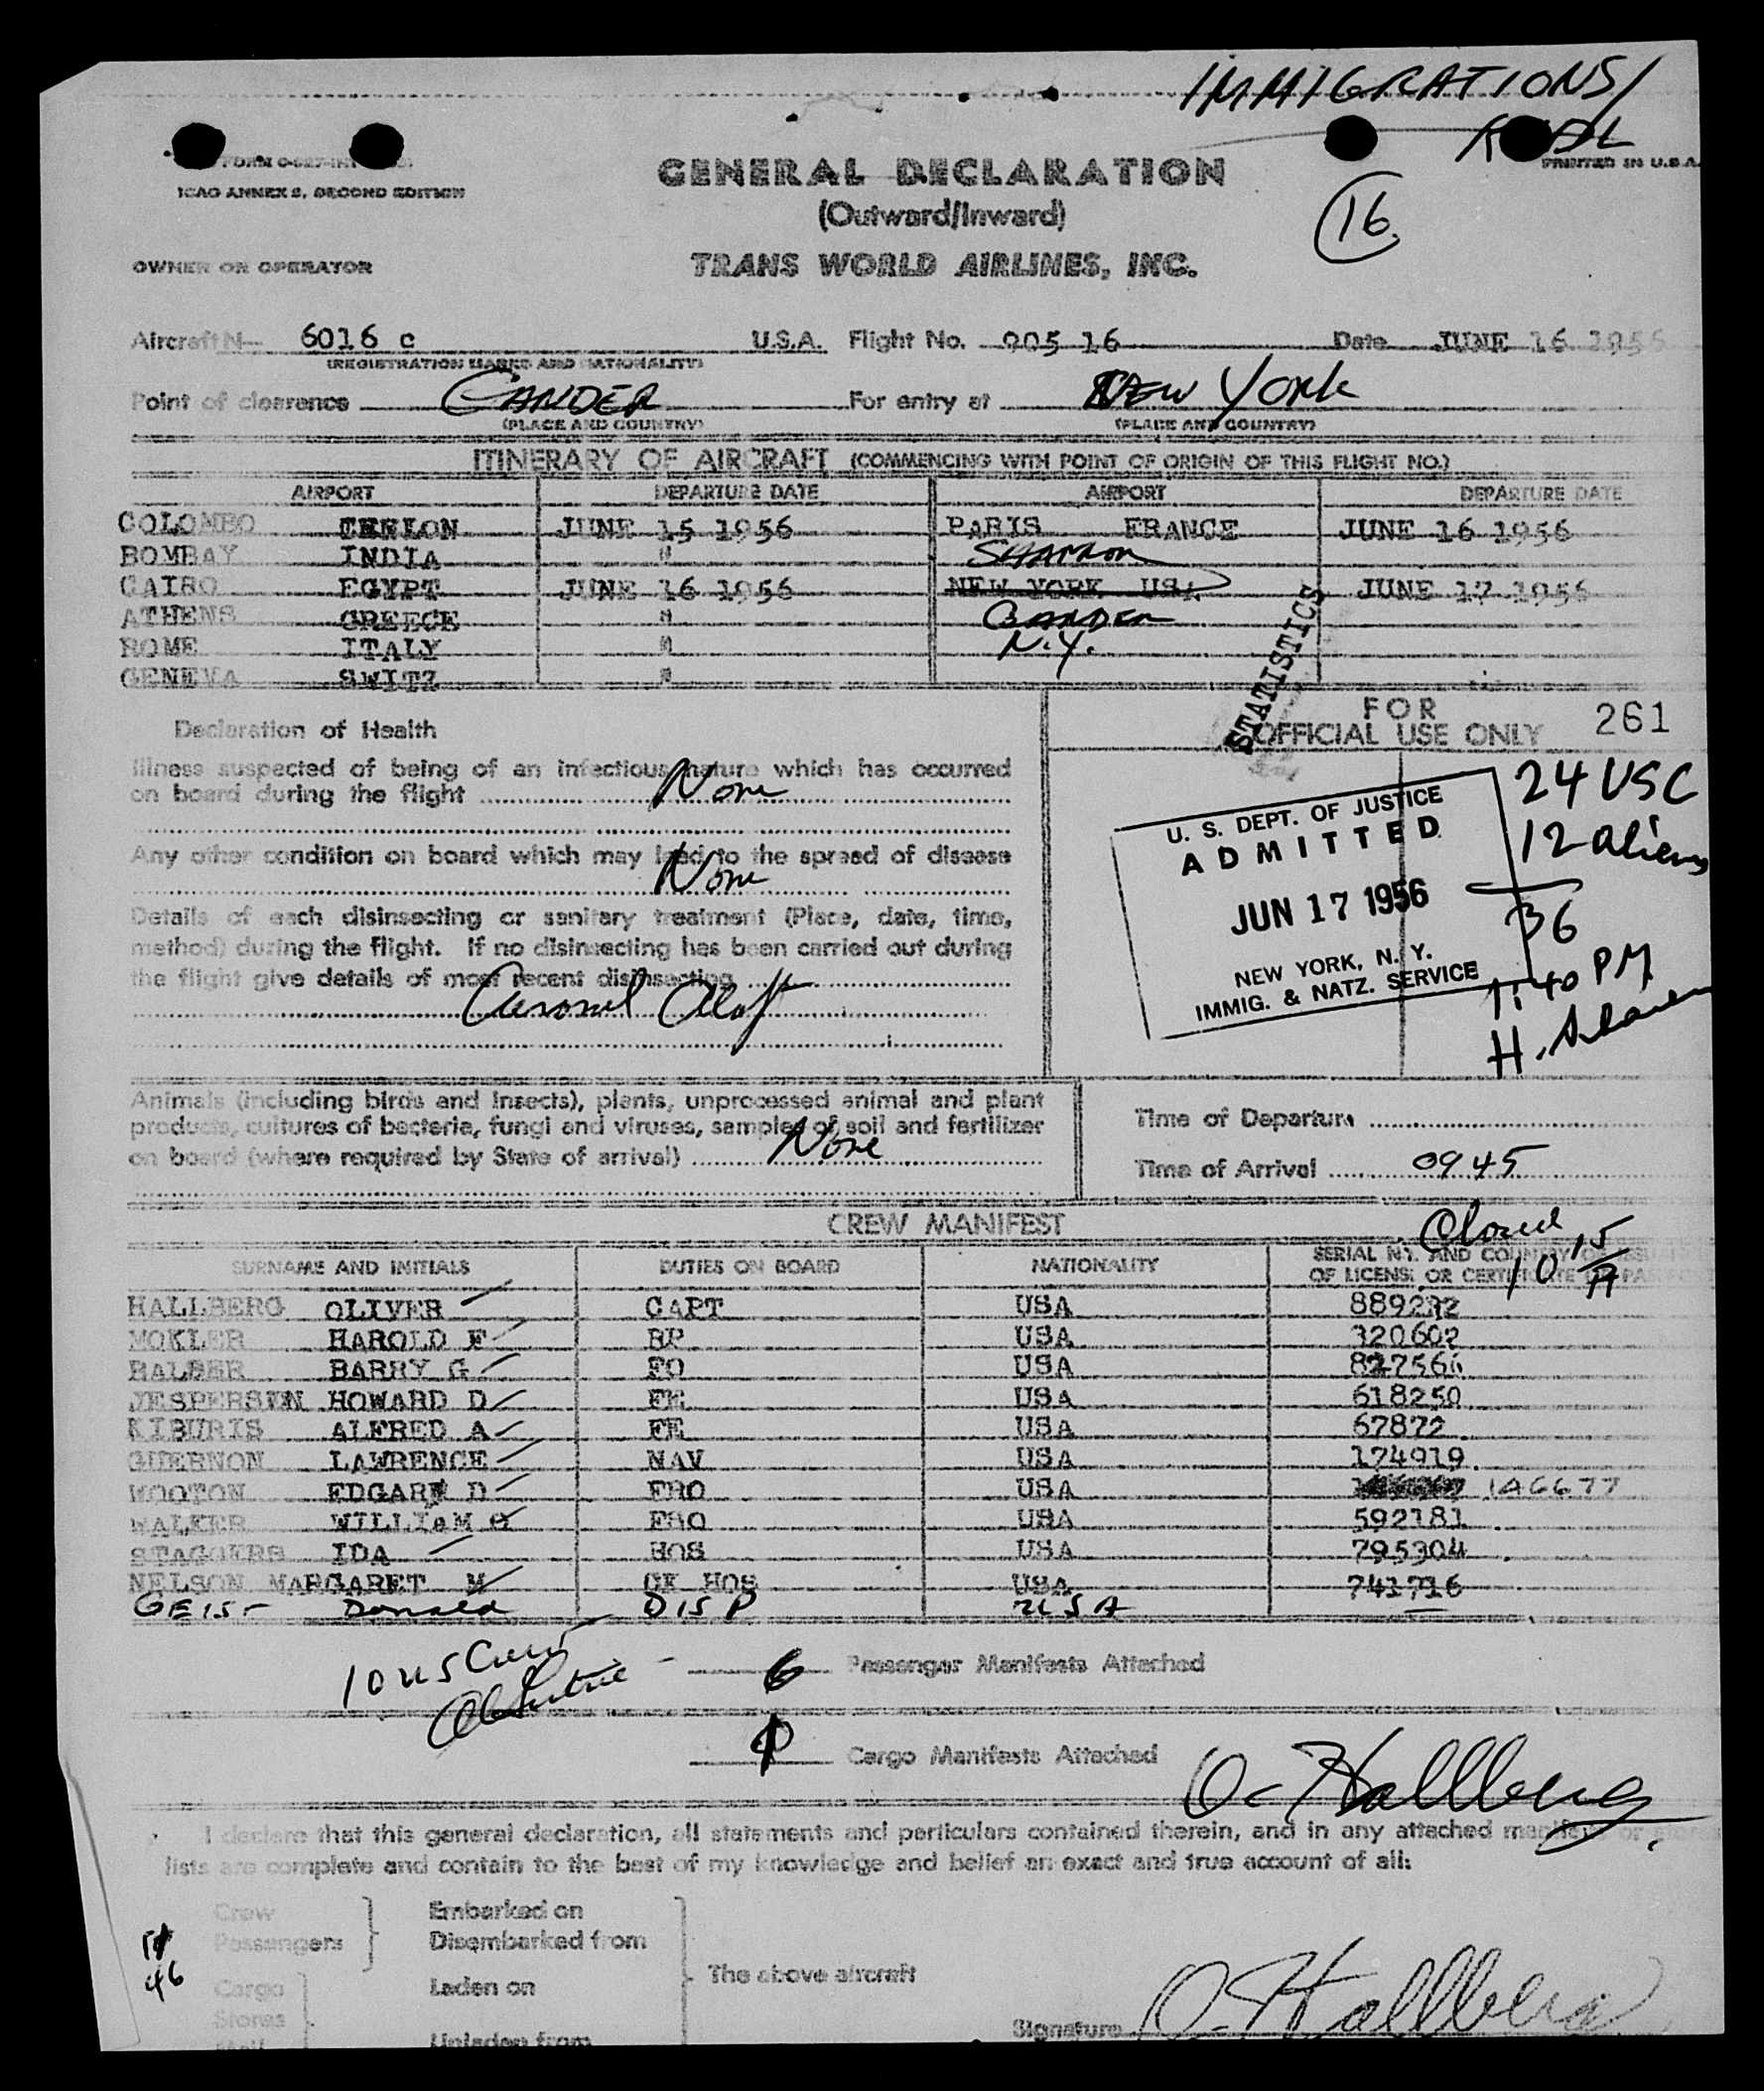 IMMIGRATIONS/
ICAO ANNEX 9, SECOND EDITION
PRINTED IN U.S.A.
GENERAL DECLARATION
(Outward/Inward)
16
OWNER OR OPERATOR TRANS WORLD AIRLINES, INC.
Aircraft N— 6016 c U.S.A. Flight No. 905 16 Date JUNE 16 1956
(REGISTRATION MARKS AND NATIONALITY)
Point of clearance GANDER For entry at NEW YORK
(PLACE AND COUNTRY) (PLACE AND COUNTRY)
ITINERARY OF AIRCRAFT (COMMENCING WITH POINT OF ORIGIN OF THIS FLIGHT NO.)
AIRPORT DEPARTURE DATE AIRPORT DEPARTURE DATE
COLOMBO CEYLON JUNE 15 1956 PARIS FRANCE JUNE 16 1956
BOMBAY INDIA " SHANNON
CAIRO EGYPT JUNE 16 1956 NEW YORK USA JUNE 17 1956
ATHENS GREECE " GANDER
ROME ITALY " N.Y.
GENEVA SWITZ "
STATISTICS
FOR
OFFICIAL USE ONLY 261
Declaration of Health
Illness suspected of being of an infectious nature which has occurred
on board during the flight None
Any other condition on board which may lead to the spread of disease
None
Details of each disinsecting or sanitary treatment (Place, date, time,
method) during the flight. If no disinsecting has been carried out during
the flight give details of most recent disinsecting
24 USC
12 aliens
36
U. S. DEPT. OF JUSTICE
ADMITTED
JUN 17 1956
NEW YORK, N. Y.
IMMIG. & NATZ. SERVICE
Animals (including birds and insects), plants, unprocessed animal and plant
products, cultures of bacteria, fungi and viruses, samples of soil and fertilizer
on board (where required by State of arrival) None
Time of Departure
Time of Arrival 0945
CREW MANIFEST
SURNAME AND INITIALS DUTIES ON BOARD NATIONALITY SERIAL NO. AND COUNTRY OF ISSUE
OF LICENSE OR CERTIFICATE
HALLBERG OLIVER CAPT USA
MOKLER HAROLD F RP USA 320602
BALSER BARRY G FO USA 827566
JESPERSEN HOWARD D FE USA 618250
KIBURIS ALFRED A FE USA 67872
GUERNON LAWRENCE NAV USA 174919
WOOTON EDGAR D FRO USA 146677
WALKER WILLIAM G FRO USA 592181
STAGGERS IDA HOS USA 795304
NELSON MARGARET M CK HOS USA 741716
GEIS- Donald DISP USA
6 Passenger Manifests Attached
Cargo Manifests Attached
O. Hallberg
I declare that this general declaration, all statements and particulars contained therein, and in any attached
lists are complete and contain to the best of my knowledge and belief an exact and true account of all:
Crew
Passengers
Embarked on
Disembarked from
46
Cargo
Stores
Mail
Laden on
Unladen from
The above aircraft
Signature O. Hallberg